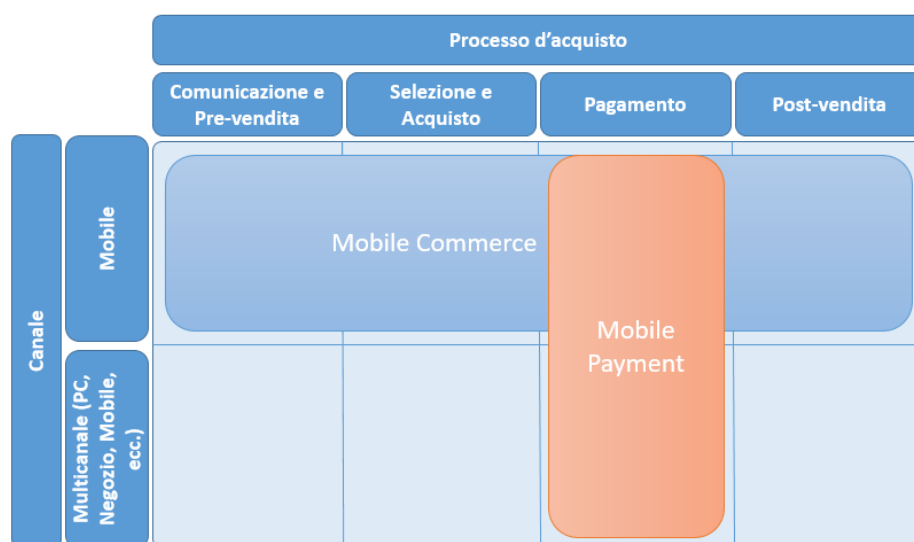 Processo d'acquisto
Comunicazione e
Pre-vendita
Selezione e
Acquisto
Pagamento
Post-vendita
Canale
Mobile
Multicanale (PC,
Negozio, Mobile,
ecc.)
Mobile Commerce
Mobile
Payment